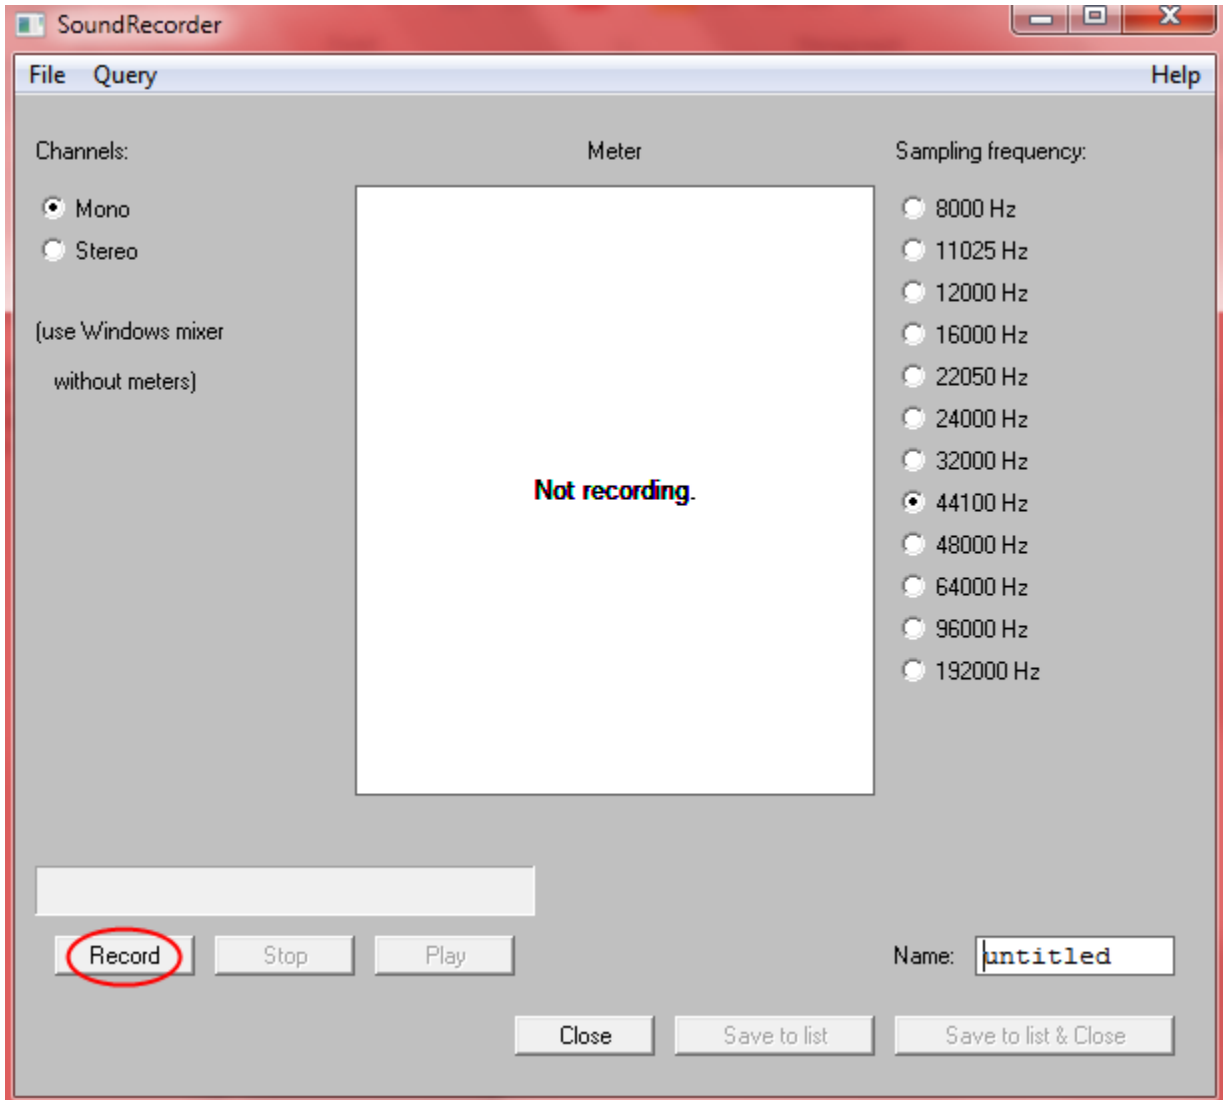 SoundRecorder
File Query Help
Channels:
Mono
Stereo
(use Windows mixer
without meters)
Meter
Not recording.
Sampling frequency:
8000 Hz
11025 Hz
12000 Hz
16000 Hz
22050 Hz
24000 Hz
32000 Hz
44100 Hz
48000 Hz
64000 Hz
96000 Hz
192000 Hz
Record Stop Play
Name: untitled
Close Save to list Save to list & Close